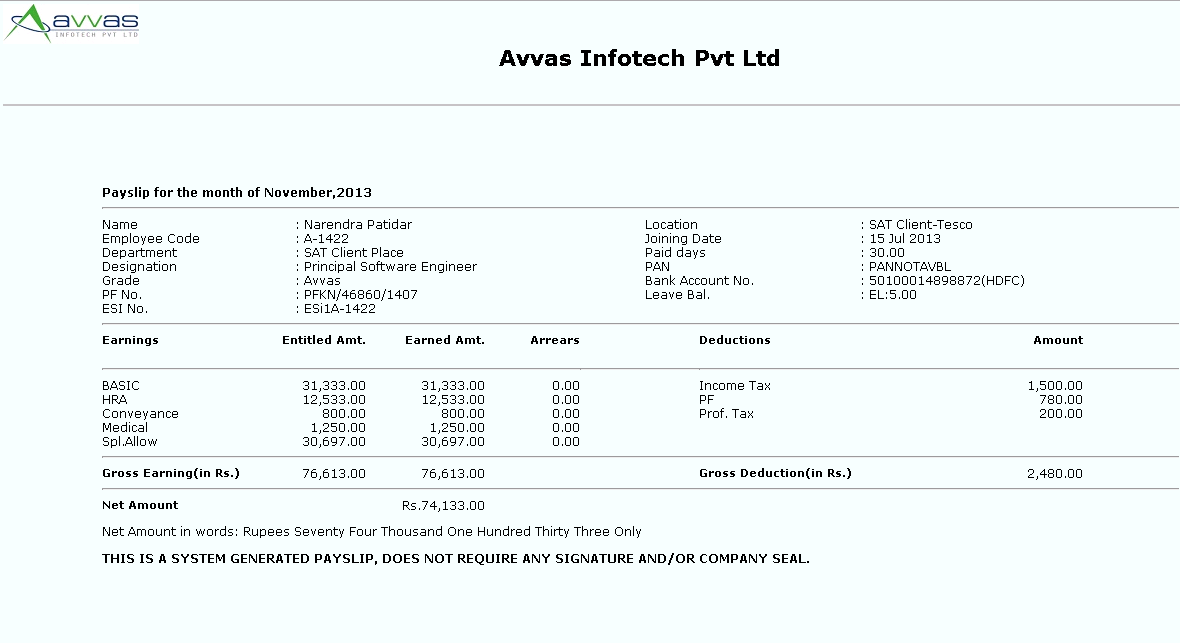 avvas
INFOTECH PVT LTD
Avvas Infotech Pvt Ltd
Payslip for the month of November,2013
Name : Narendra Patidar Location : SAT Client-Tesco
Employee Code : A-1422 Joining Date : 15 Jul 2013
Department : SAT Client Place Paid days : 30.00
Designation : Principal Software Engineer PAN : PANNOTAVBL
Grade : Avvas Bank Account No. : 50100014898872(HDFC)
PF No. : PFKN/46860/1407 Leave Bal. : EL:5.00
ESI No. : ESi1A-1422
Earnings Entitled Amt. Earned Amt. Arrears Deductions Amount
BASIC 31,333.00 31,333.00 0.00 Income Tax 1,500.00
HRA 12,533.00 12,533.00 0.00 PF 780.00
Conveyance 800.00 800.00 0.00 Prof. Tax 200.00
Medical 1,250.00 1,250.00 0.00
Spl.Allow 30,697.00 30,697.00 0.00
Gross Earning(in Rs.) 76,613.00 76,613.00 Gross Deduction(in Rs.) 2,480.00
Net Amount Rs.74,133.00
Net Amount in words: Rupees Seventy Four Thousand One Hundred Thirty Three Only
THIS IS A SYSTEM GENERATED PAYSLIP, DOES NOT REQUIRE ANY SIGNATURE AND/OR COMPANY SEAL.